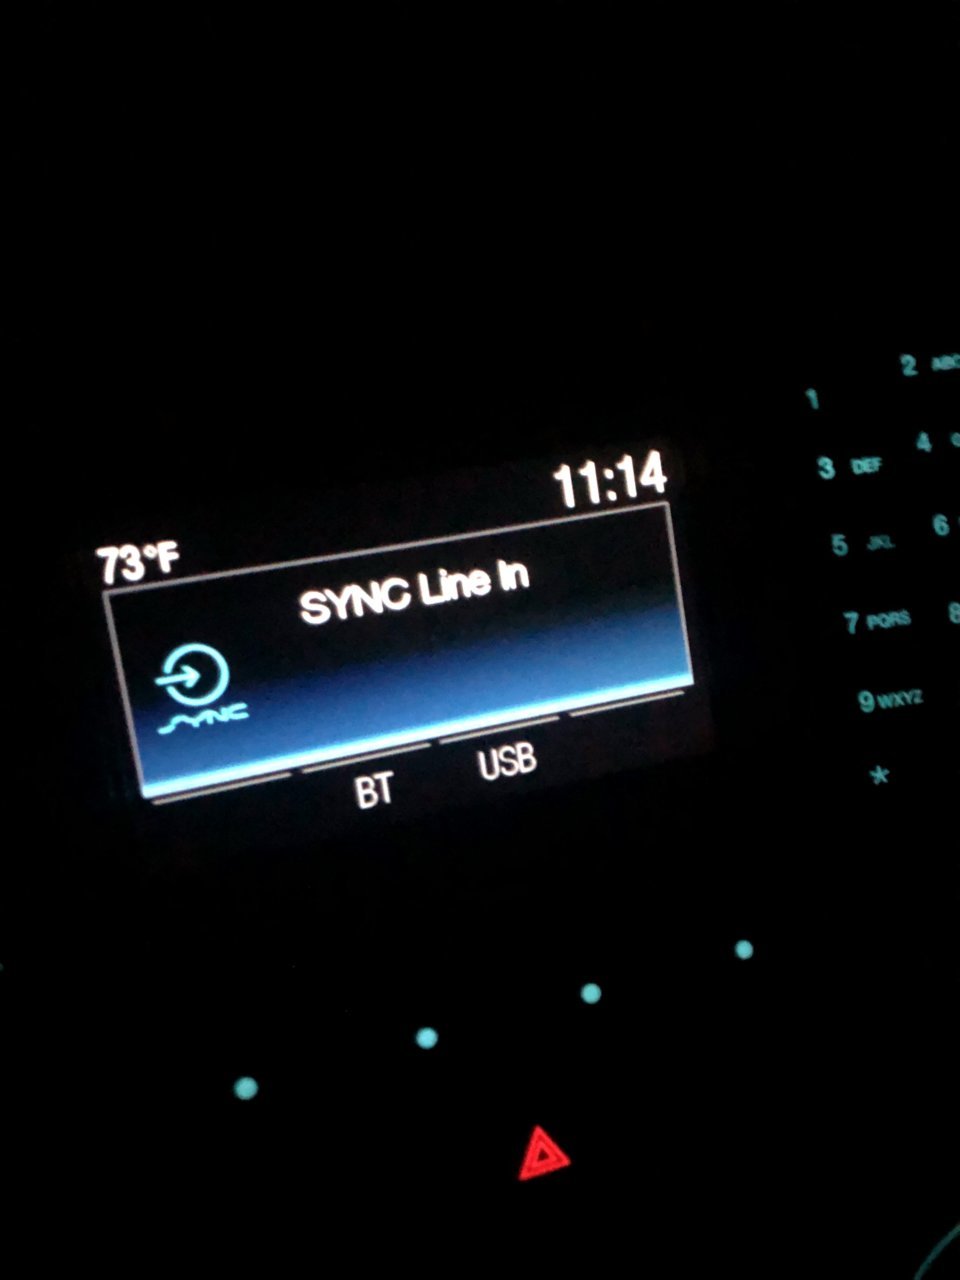 73°F
11:14
SYNC Line In
SYNC
BT
USB
1
2 ABC
3 DEF
4
5 JKL
6
7 PQRS
8
9 WXYZ
*